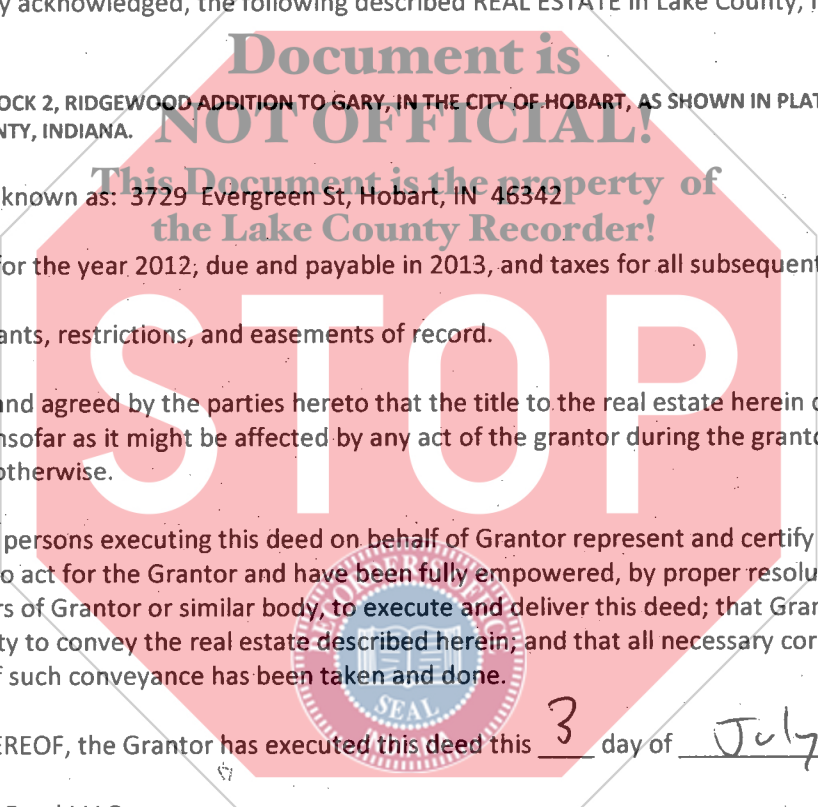 y acknowledged, the following described REAL ESTATE in Lake County, I
Document is
OCK 2, RIDGEWOOD ADDITION TO GARY, IN THE CITY OF HOBART, AS SHOWN IN PLAT
NOT OFFICIAL!
NTY, INDIANA.
This Document is the property of
known as: 3729 Evergreen St, Hobart, IN 46342
the Lake County Recorder!
for the year 2012; due and payable in 2013, and taxes for all subsequent
STOP
ants, restrictions, and easements of record.
and agreed by the parties hereto that the title to the real estate herein
nsofar as it might be affected by any act of the grantor during the granto
otherwise.
persons executing this deed on behalf of Grantor represent and certify
o act for the Grantor and have been fully empowered, by proper resolu
rs of Grantor or similar body, to execute and deliver this deed; that Gran
ty to convey the real estate described herein; and that all necessary cor
f such conveyance has been taken and done.
RECORDER'S OFFICE
SEAL
EREOF, the Grantor has executed this deed this 3 day of July